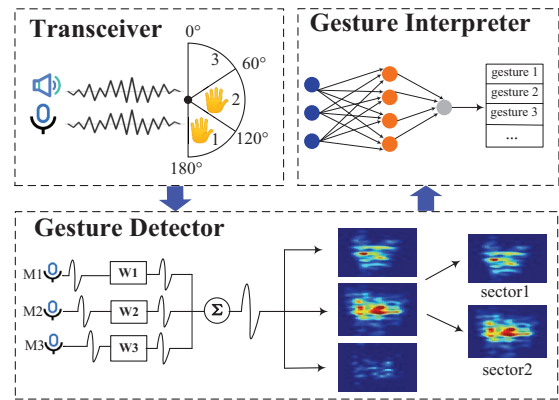 Transceiver
0°
3
60°
2
1
120°
180°
Gesture Interpreter
gesture 1
gesture 2
gesture 3
...
Gesture Detector
M1
W1
M2
W2
Σ
M3
W3
sector1
sector2